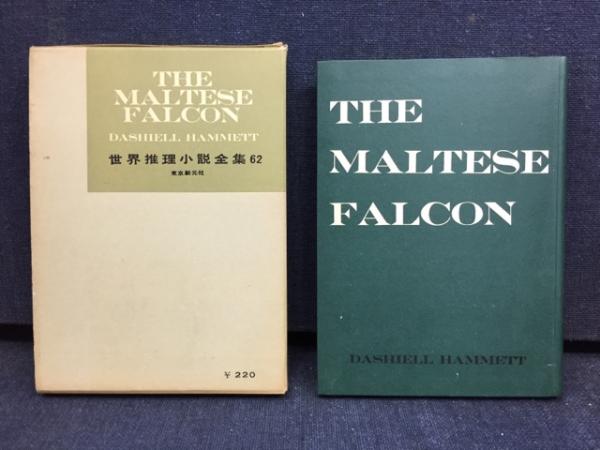 THE
MALTESE
FALCON
DASHIELL HAMMETT
世界推理小説全集 62
東京創元社
¥ 220
THE
MALTESE
FALCON
DASHIELL HAMMETT